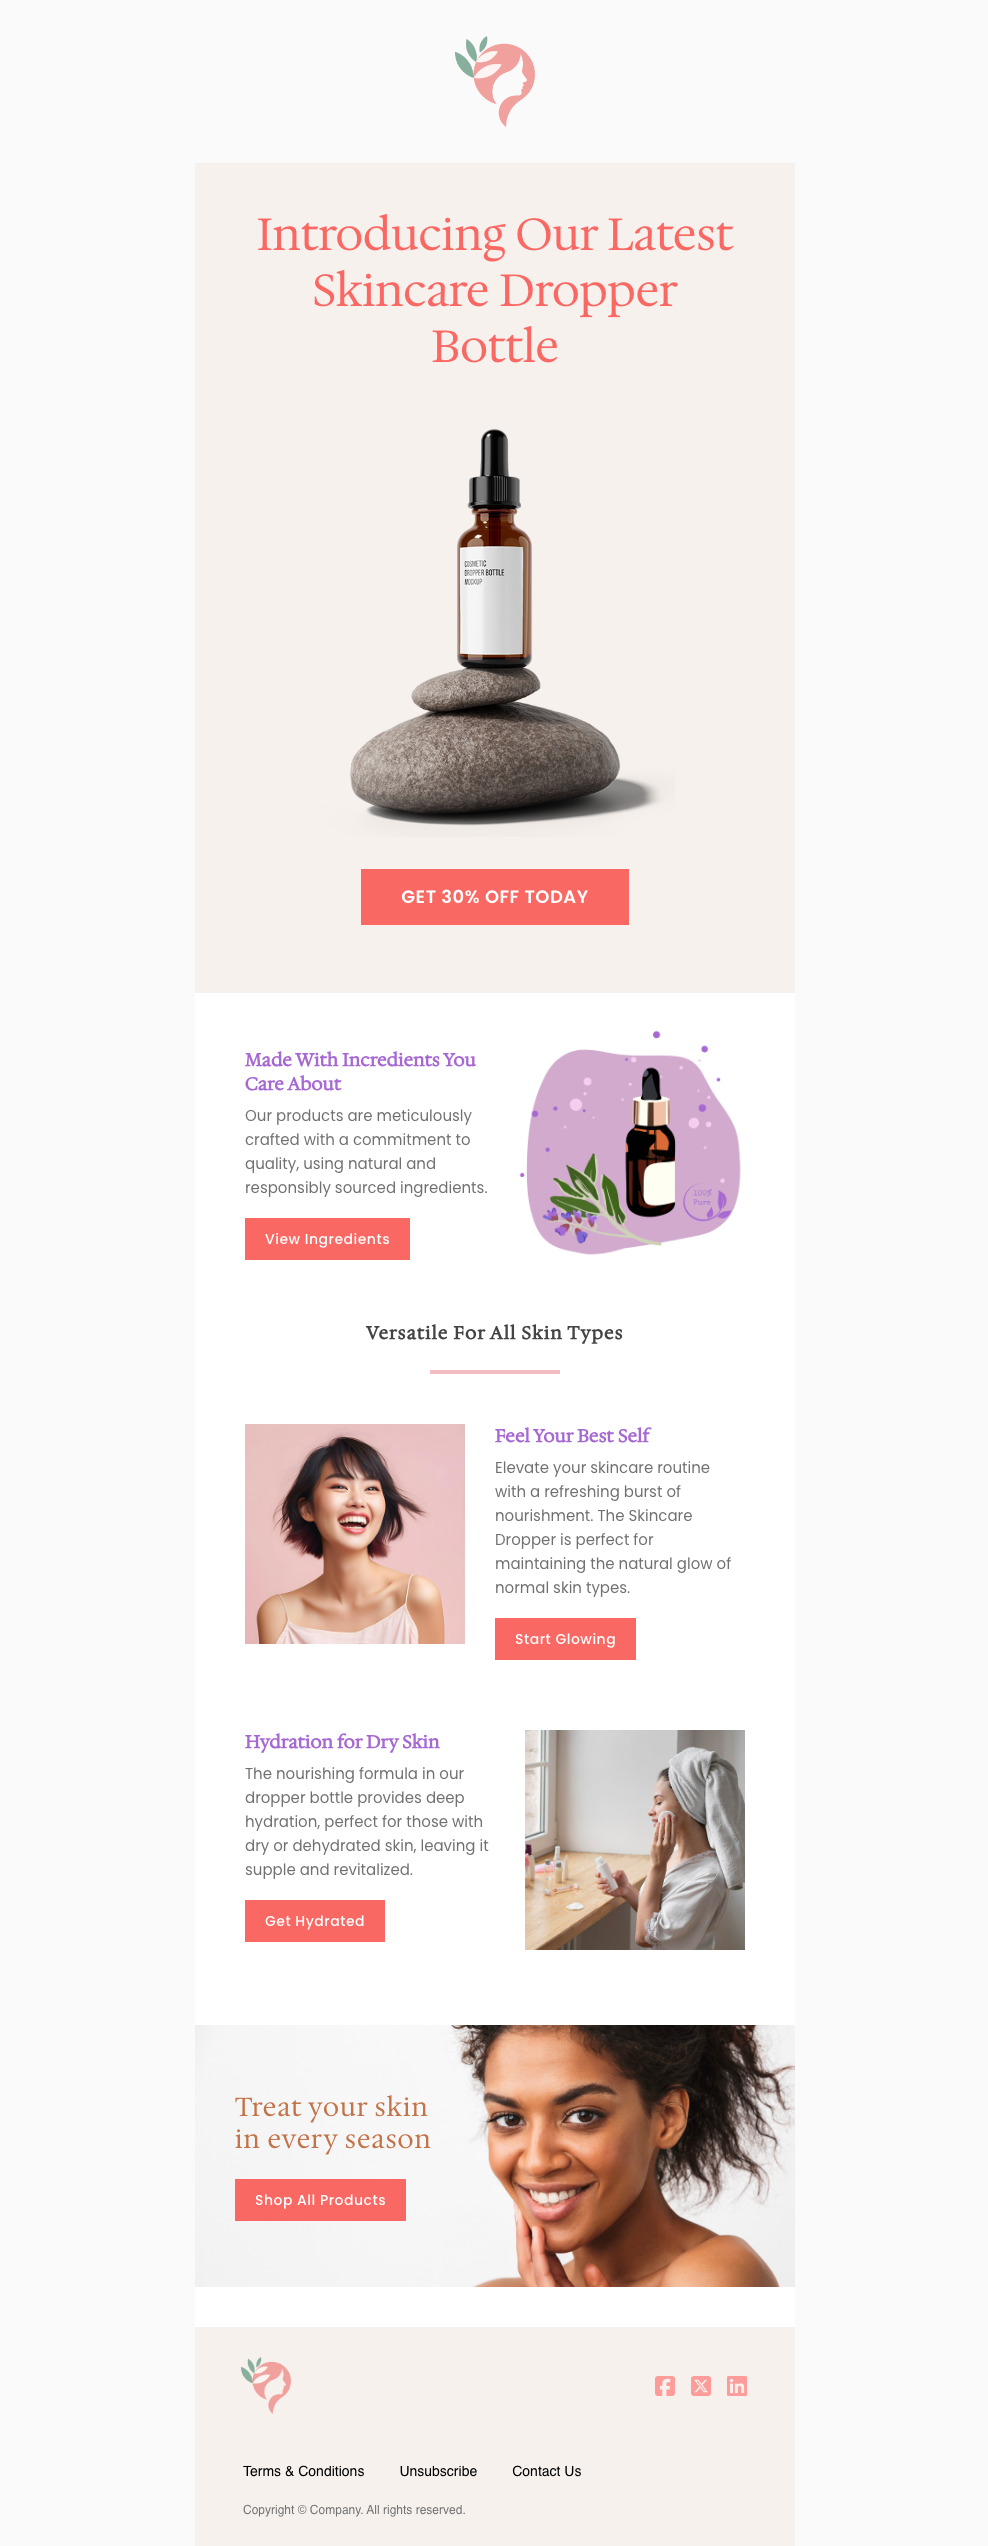 Introducing Our Latest
Skincare Dropper
Bottle
COSMETIC
DROPPER BOTTLE
MOCKUP
GET 30% OFF TODAY
Made With Incredients You
Care About
Our products are meticulously
crafted with a commitment to
quality, using natural and
responsibly sourced ingredients.
View Ingredients
100%
Pure
Versatile For All Skin Types
Feel Your Best Self
Elevate your skincare routine
with a refreshing burst of
nourishment. The Skincare
Dropper is perfect for
maintaining the natural glow of
normal skin types.
Start Glowing
Hydration for Dry Skin
The nourishing formula in our
dropper bottle provides deep
hydration, perfect for those with
dry or dehydrated skin, leaving it
supple and revitalized.
Get Hydrated
Treat your skin
in every season
Shop All Products
Terms & Conditions Unsubscribe Contact Us
Copyright © Company. All rights reserved.